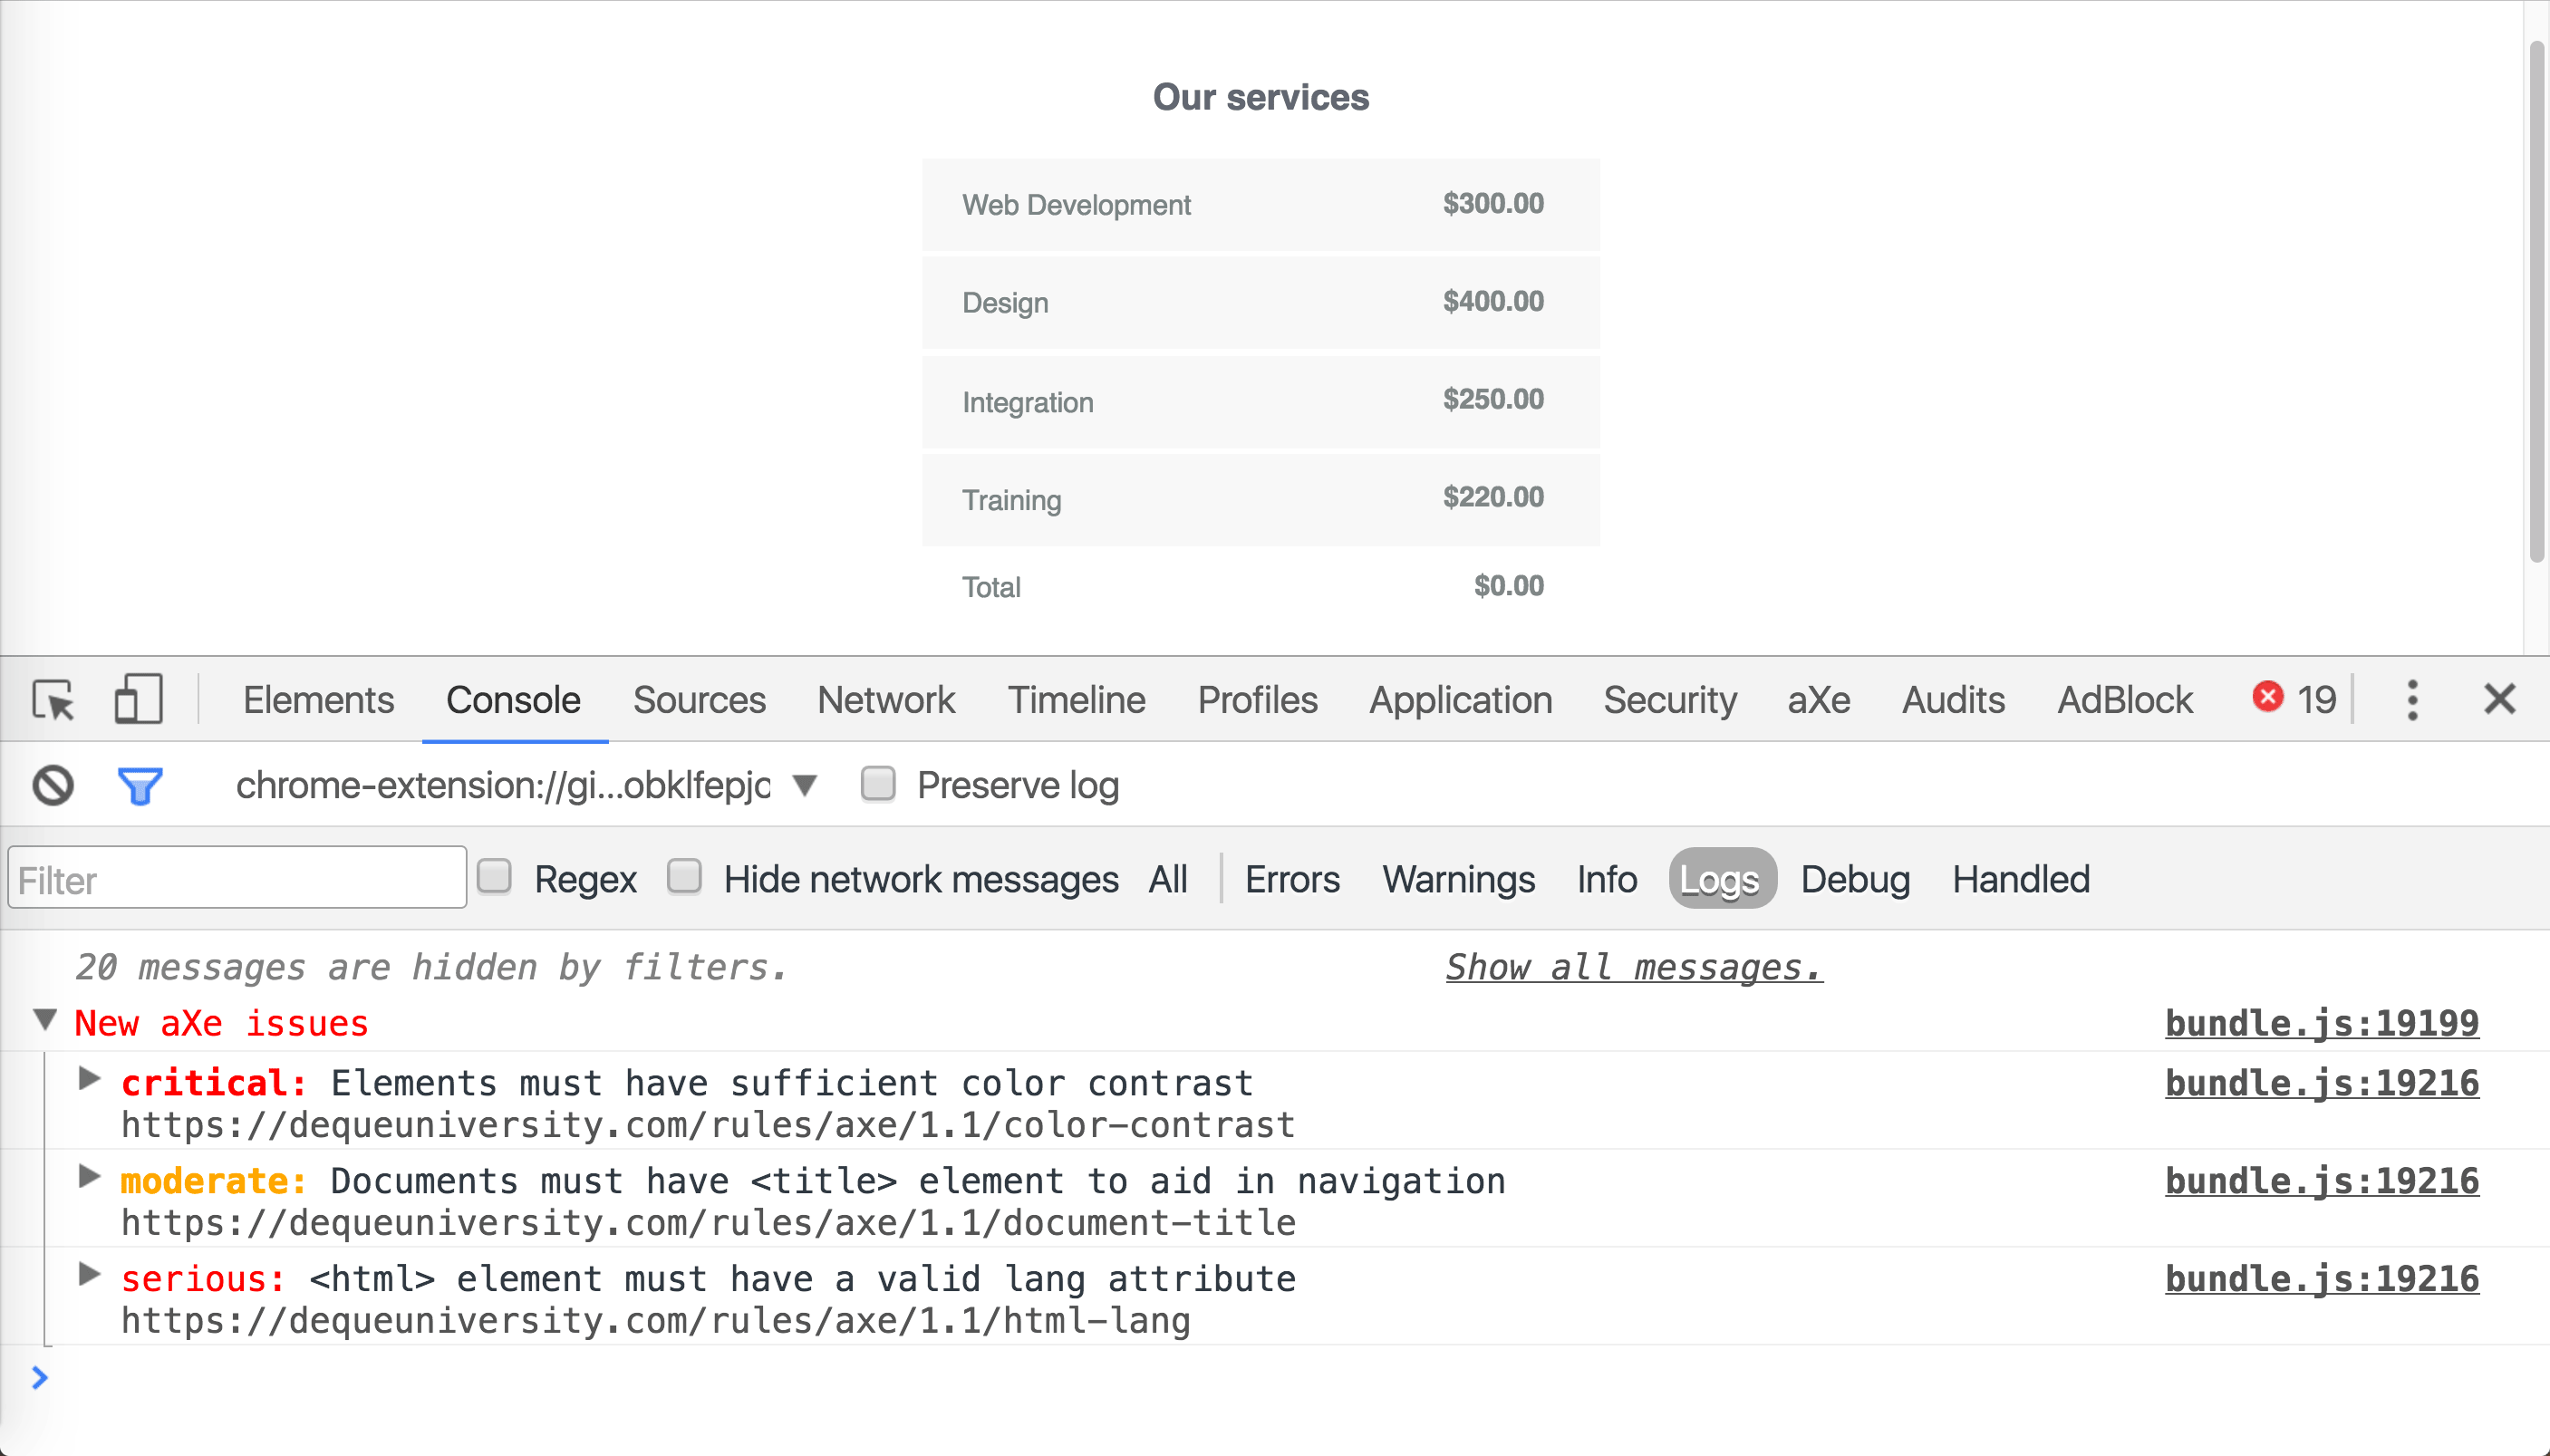 Our services
Web Development $300.00
Design $400.00
Integration $250.00
Training $220.00
Total $0.00
Elements Console Sources Network Timeline Profiles Application Security aXe Audits AdBlock 19
chrome-extension://gi...obklfepjc Preserve log
Filter Regex Hide network messages All Errors Warnings Info Logs Debug Handled
20 messages are hidden by filters. Show all messages.
New aXe issues bundle.js:19199
critical: Elements must have sufficient color contrast bundle.js:19216
https://dequeuniversity.com/rules/axe/1.1/color-contrast
moderate: Documents must have <title> element to aid in navigation bundle.js:19216
https://dequeuniversity.com/rules/axe/1.1/document-title
serious: <html> element must have a valid lang attribute bundle.js:19216
https://dequeuniversity.com/rules/axe/1.1/html-lang